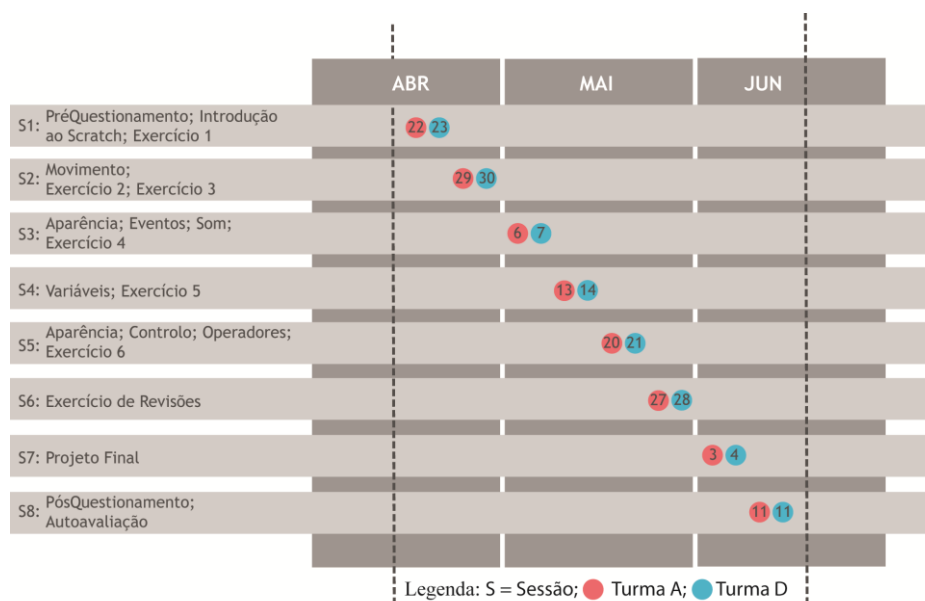 ABR MAI JUN
S1: PréQuestionamento; Introdução
ao Scratch; Exercício 1
22 23
S2: Movimento;
Exercício 2; Exercício 3
29 30
S3: Aparência; Eventos; Som;
Exercício 4
6 7
S4: Variáveis; Exercício 5
13 14
S5: Aparência; Controlo; Operadores;
Exercício 6
20 21
S6: Exercício de Revisões
27 28
S7: Projeto Final
3 4
S8: PósQuestionamento;
Autoavaliação
11 11
Legenda: S = Sessão; Turma A; Turma D